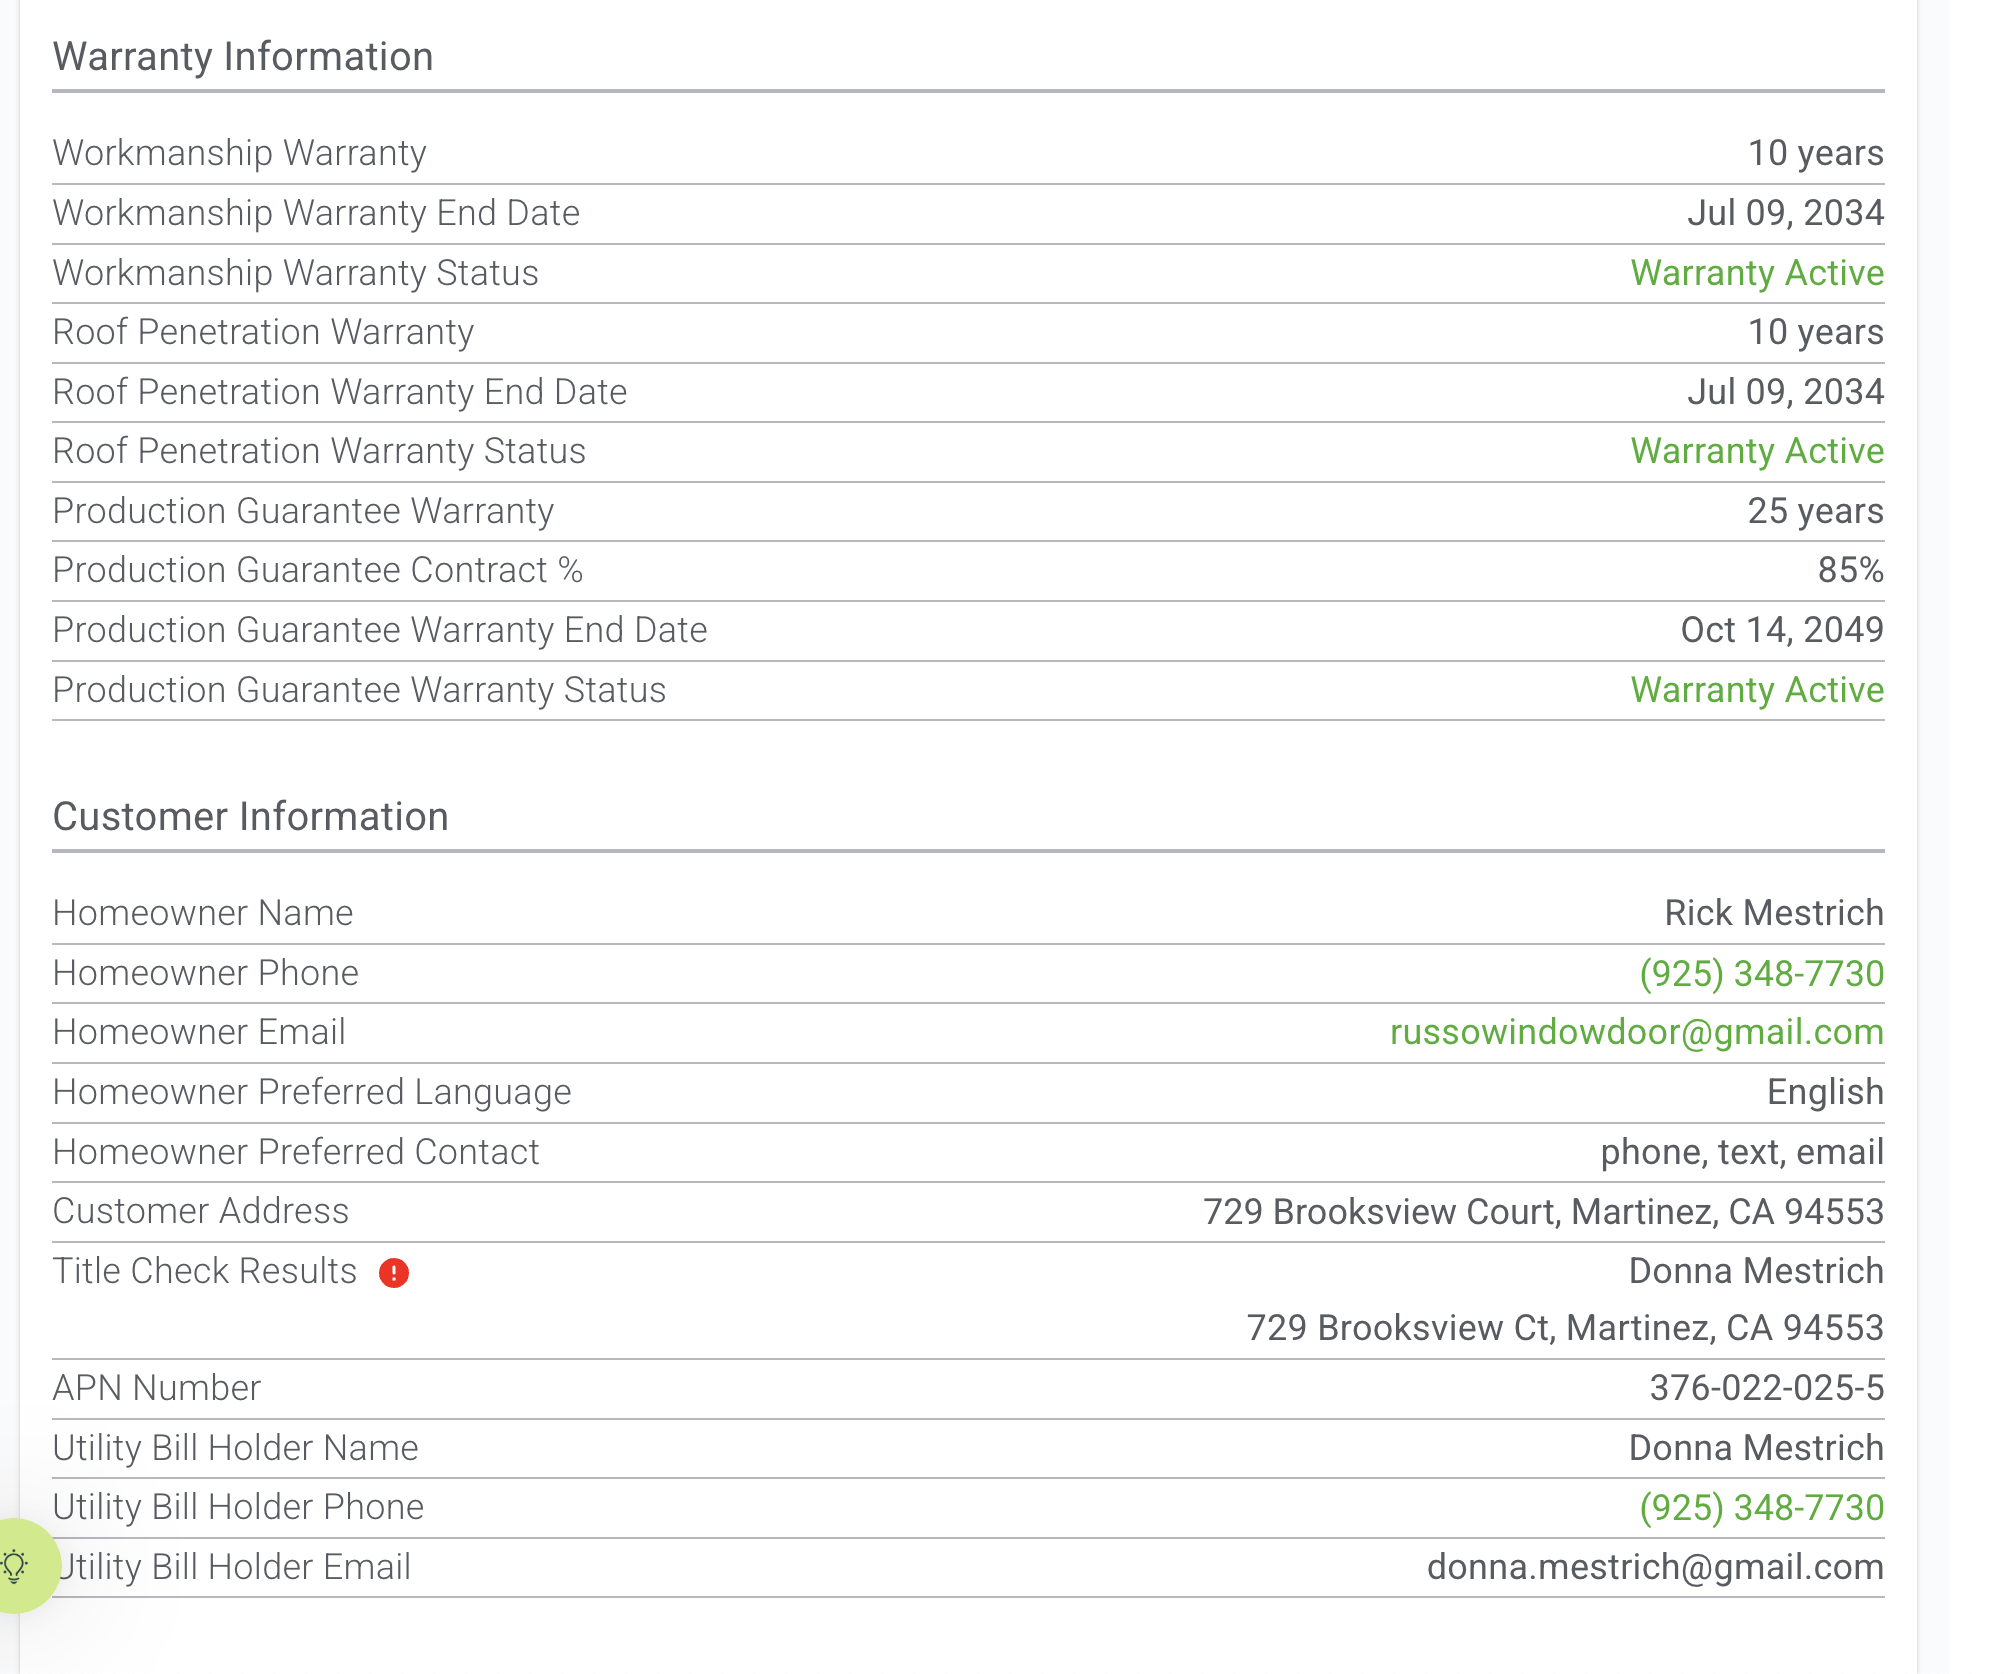 Warranty Information
Workmanship Warranty 10 years
Workmanship Warranty End Date Jul 09, 2034
Workmanship Warranty Status Warranty Active
Roof Penetration Warranty 10 years
Roof Penetration Warranty End Date Jul 09, 2034
Roof Penetration Warranty Status Warranty Active
Production Guarantee Warranty 25 years
Production Guarantee Contract % 85%
Production Guarantee Warranty End Date Oct 14, 2049
Production Guarantee Warranty Status Warranty Active
Customer Information
Homeowner Name Rick Mestrich
Homeowner Phone (925) 348-7730
Homeowner Email russowindowdoor@gmail.com
Homeowner Preferred Language English
Homeowner Preferred Contact phone, text, email
Customer Address 729 Brooksview Court, Martinez, CA 94553
Title Check Results Donna Mestrich
729 Brooksview Ct, Martinez, CA 94553
APN Number 376-022-025-5
Utility Bill Holder Name Donna Mestrich
Utility Bill Holder Phone (925) 348-7730
Utility Bill Holder Email donna.mestrich@gmail.com